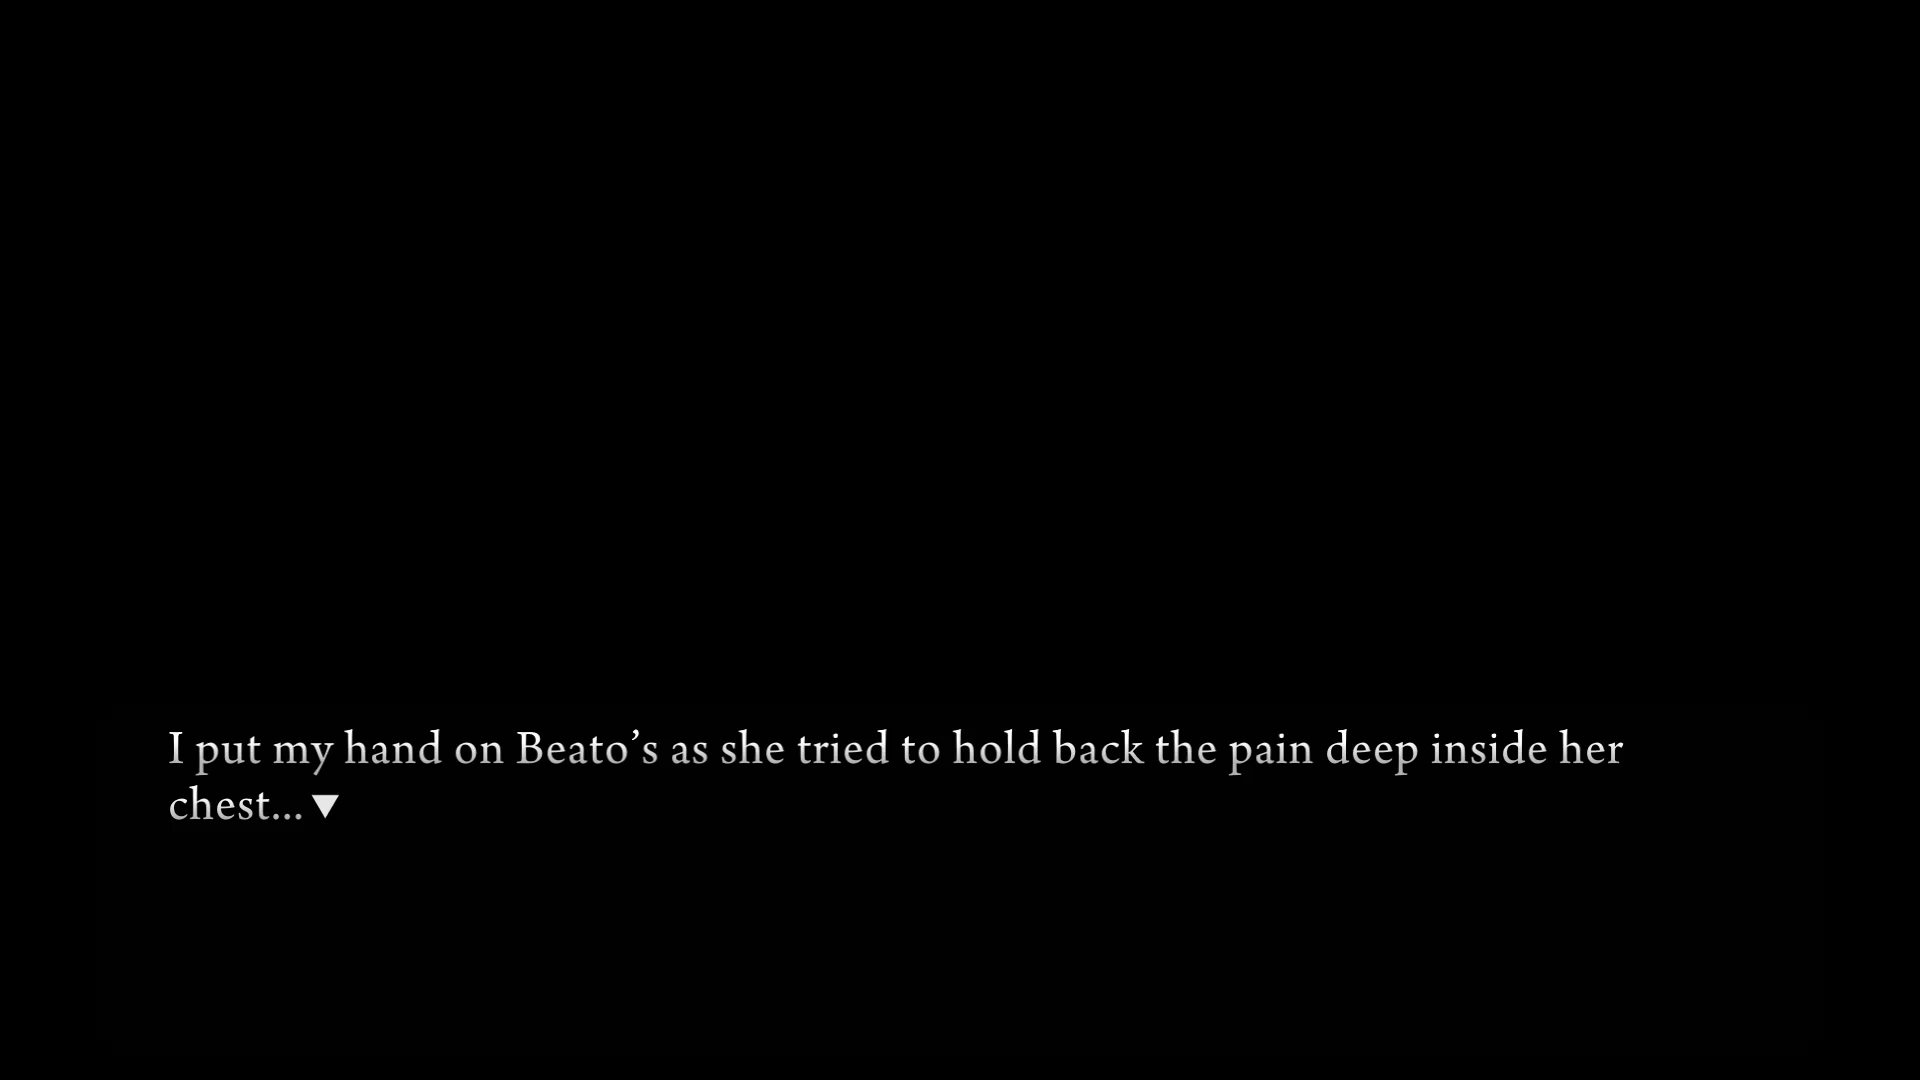 I put my hand on Beato’s as she tried to hold back the pain deep inside her
chest...